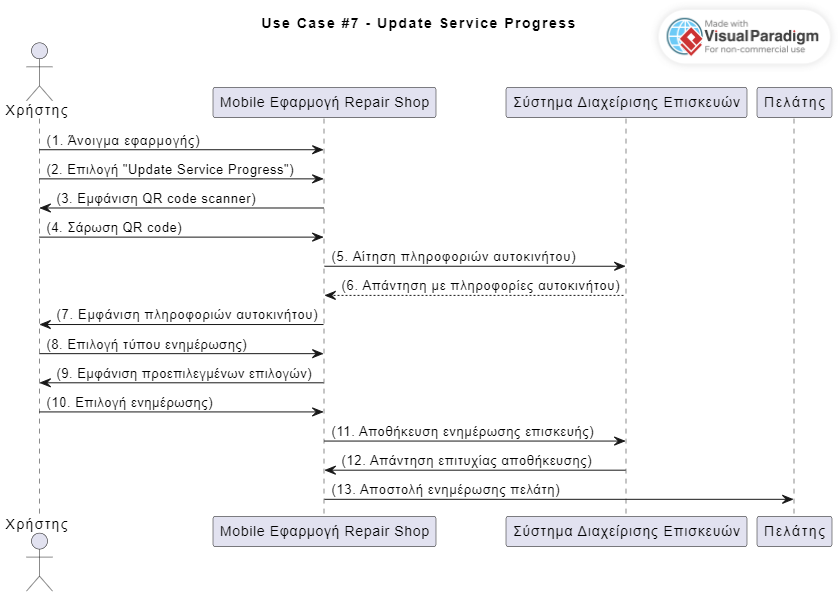 Use Case #7 - Update Service Progress
Made with
VisualParadigm
For non-commercial use
Χρήστης
Mobile Εφαρμογή Repair Shop
Σύστημα Διαχείρισης Επισκευών
Πελάτης
(1. Άνοιγμα εφαρμογής)
(2. Επιλογή "Update Service Progress")
(3. Εμφάνιση QR code scanner)
(4. Σάρωση QR code)
(5. Αίτηση πληροφοριών αυτοκινήτου)
(6. Απάντηση με πληροφορίες αυτοκινήτου)
(7. Εμφάνιση πληροφοριών αυτοκινήτου)
(8. Επιλογή τύπου ενημέρωσης)
(9. Εμφάνιση προεπιλεγμένων επιλογών)
(10. Επιλογή ενημέρωσης)
(11. Αποθήκευση ενημέρωσης επισκευής)
(12. Απάντηση επιτυχίας αποθήκευσης)
(13. Αποστολή ενημέρωσης πελάτη)
Χρήστης
Mobile Εφαρμογή Repair Shop
Σύστημα Διαχείρισης Επισκευών
Πελάτης